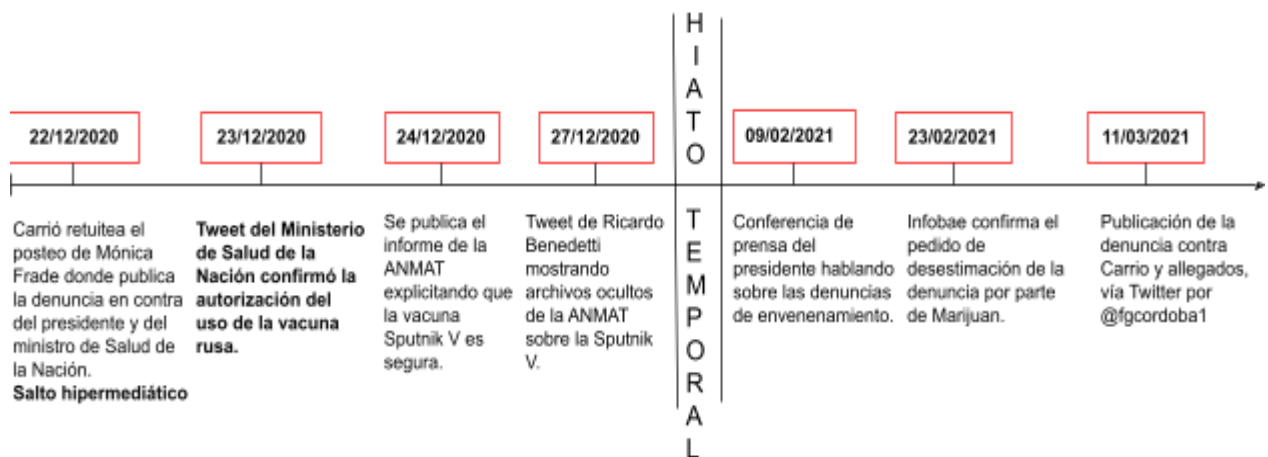 22/12/2020
Carrió retuitea el
posteo de Mónica
Frade donde publica
la denuncia en contra
del presidente y del
ministro de Salud de
la Nación.
Salto hipermediático
23/12/2020
Tweet del Ministerio
de Salud de la
Nación confirmó la
autorización del
uso de la vacuna
rusa.
24/12/2020
Se publica el
informe de la
ANMAT
explicitando que
la vacuna
Sputnik V es
segura.
27/12/2020
Tweet de Ricardo
Benedetti
mostrando
archivos ocultos
de la ANMAT
sobre la Sputnik
V.
HIATO
TEMPORAL
09/02/2021
Conferencia de
prensa del
presidente hablando
sobre las denuncias
de envenenamiento.
23/02/2021
Infobae confirma el
pedido de
desestimación de la
denuncia por parte
de Marijuan.
11/03/2021
Publicación de la
denuncia contra
Carrio y allegados,
vía Twitter por
@fgcordoba1